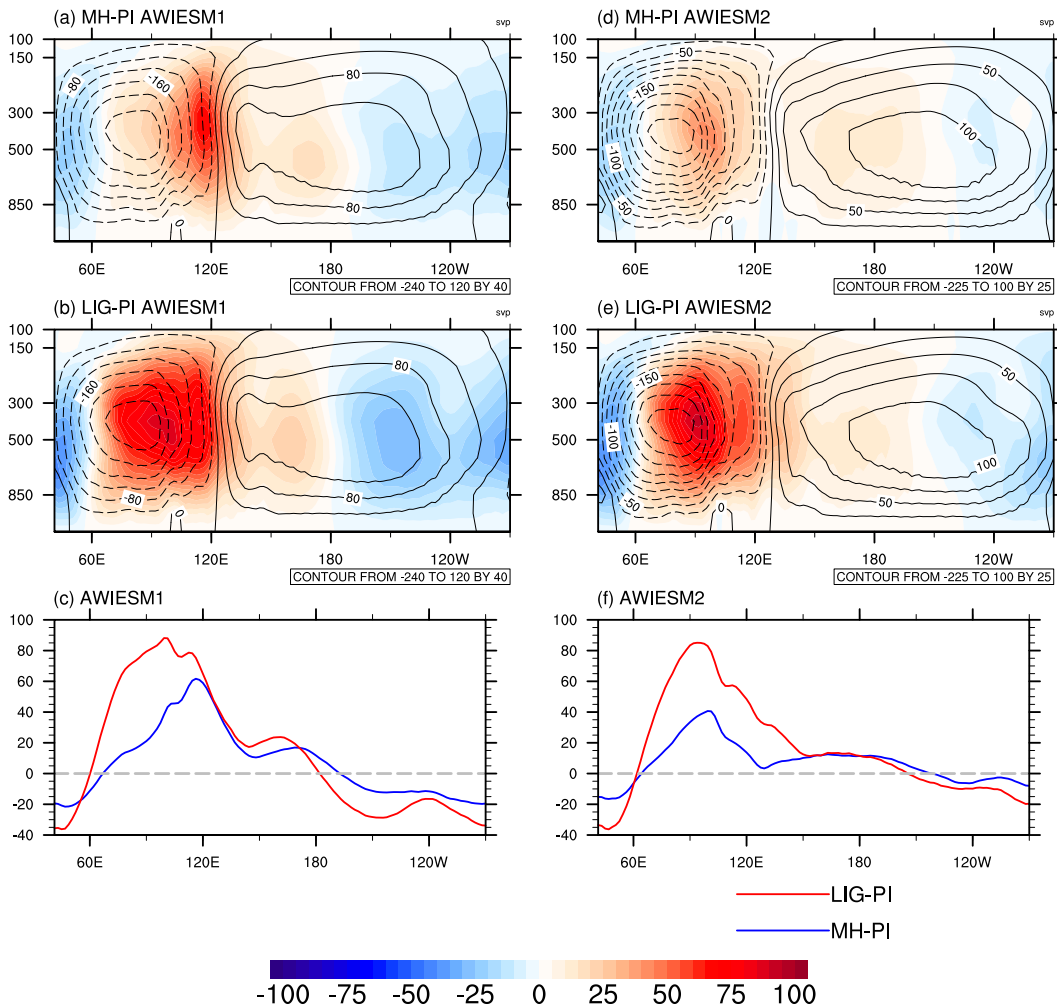 (a) MH-PI AWIESM1
svp
100
150
300
500
850
-80
-160
80
80
0
60E 120E 180 120W
CONTOUR FROM -240 TO 120 BY 40
(d) MH-PI AWIESM2
svp
100
150
300
500
850
-50
-150
-100
-50
50
100
50
0
60E 120E 180 120W
CONTOUR FROM -225 TO 100 BY 25
(b) LIG-PI AWIESM1
svp
100
150
300
500
850
-160
-80
80
80
0
60E 120E 180 120W
CONTOUR FROM -240 TO 120 BY 40
(e) LIG-PI AWIESM2
svp
100
150
300
500
850
-150
-100
-50
50
100
50
0
60E 120E 180 120W
CONTOUR FROM -225 TO 100 BY 25
(c) AWIESM1
100
80
60
40
20
0
-20
-40
60E 120E 180 120W
(f) AWIESM2
100
80
60
40
20
0
-20
-40
60E 120E 180 120W
LIG-PI
MH-PI
-100 -75 -50 -25 0 25 50 75 100